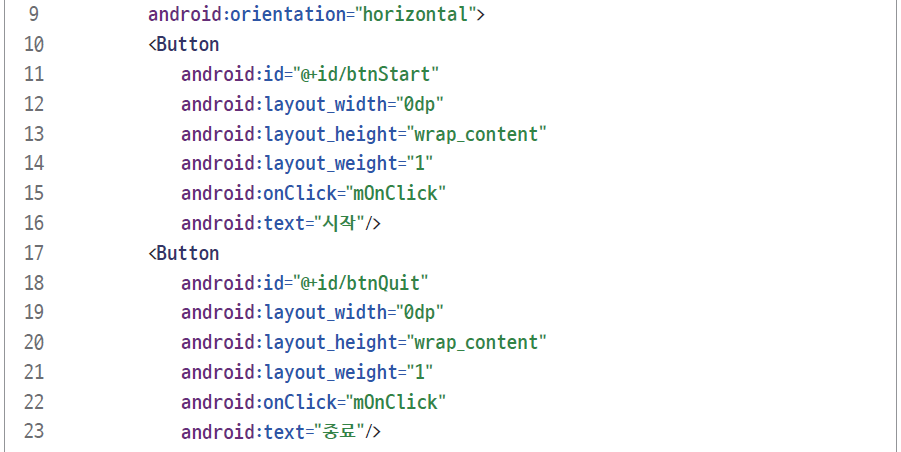 9 android:orientation="horizontal">
10 <Button
11 android:id="@+id/btnStart"
12 android:layout_width="0dp"
13 android:layout_height="wrap_content"
14 android:layout_weight="1"
15 android:onClick="mOnClick"
16 android:text="시작"/>
17 <Button
18 android:id="@+id/btnQuit"
19 android:layout_width="0dp"
20 android:layout_height="wrap_content"
21 android:layout_weight="1"
22 android:onClick="mOnClick"
23 android:text="종료"/>